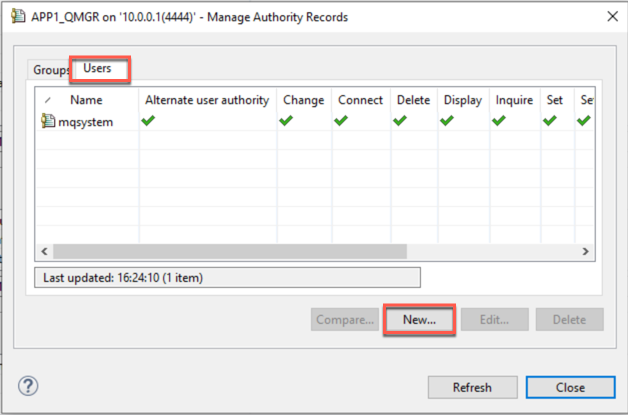 APP1_QMGR on '10.0.0.1(4444)' - Manage Authority Records
Groups Users
Name Alternate user authority Change Connect Delete Display Inquire Set Se
mqsystem
Last updated: 16:24:10 (1 item)
Compare... New... Edit... Delete
Refresh Close